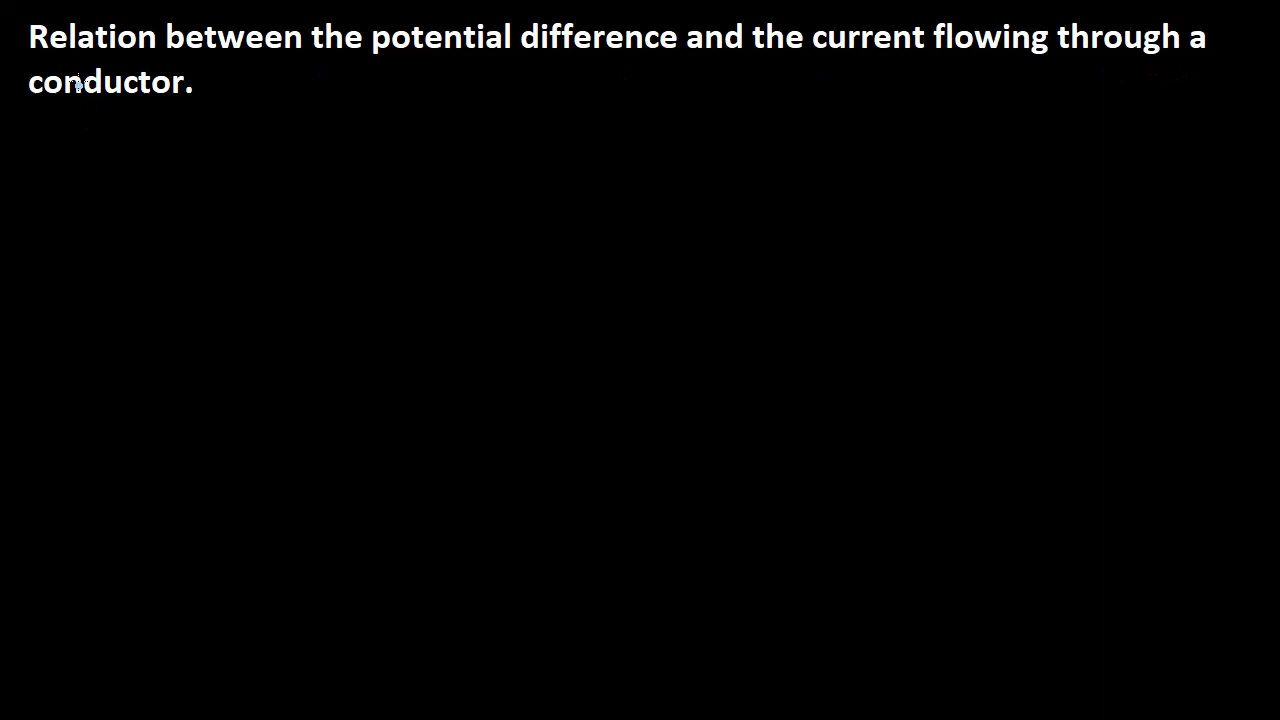 Relation between the potential difference and the current flowing through a
conductor.